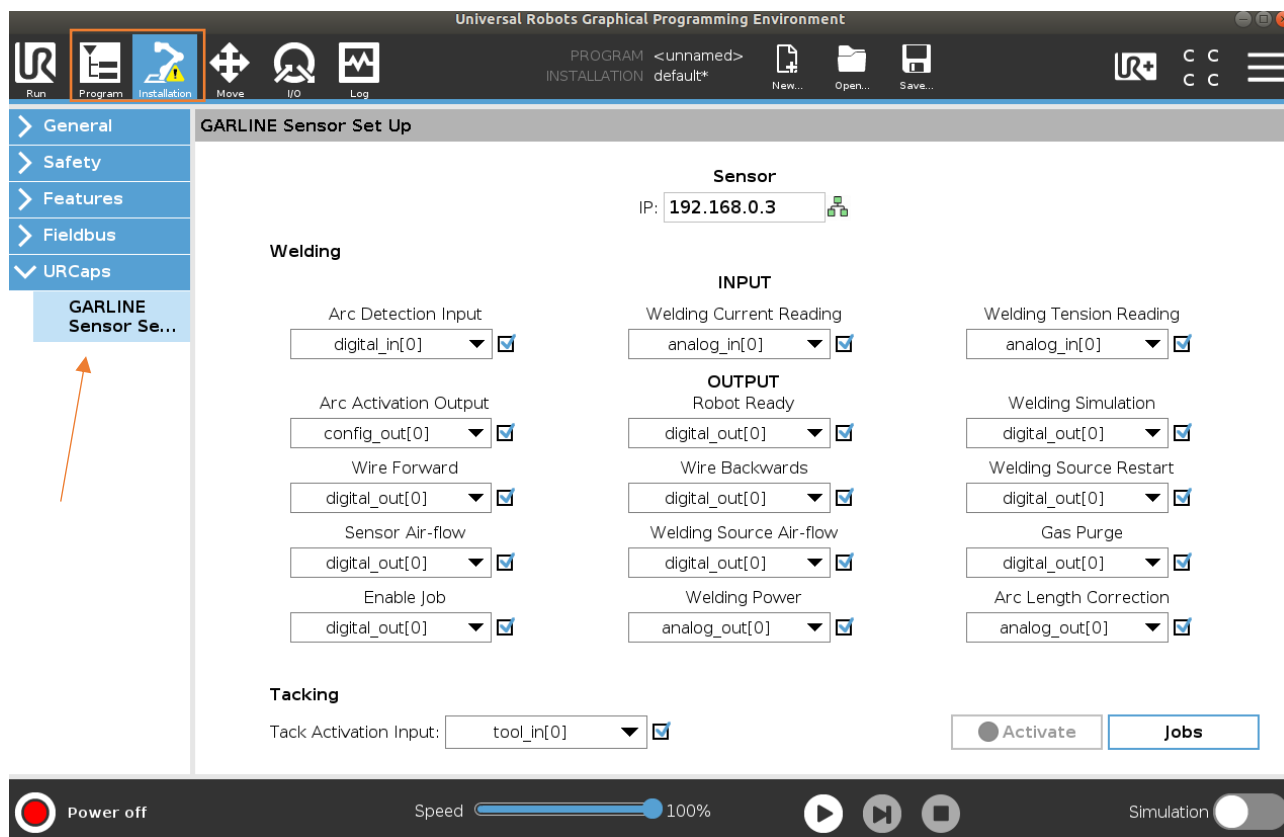 Universal Robots Graphical Programming Environment
UR
Run
Program
Installation
Move
I/O
Log
PROGRAM <unnamed>
INSTALLATION default*
New...
Open...
Save...
UR+
C C
C C
General
Safety
Features
Fieldbus
URCaps
GARLINE
Sensor Se...
GARLINE Sensor Set Up
Sensor
IP: 192.168.0.3
Welding
INPUT
Arc Detection Input Welding Current Reading Welding Tension Reading
digital_in[0] analog_in[0] analog_in[0]
OUTPUT
Arc Activation Output Robot Ready Welding Simulation
config_out[0] digital_out[0] digital_out[0]
Wire Forward Wire Backwards Welding Source Restart
digital_out[0] digital_out[0] digital_out[0]
Sensor Air-flow Welding Source Air-flow Gas Purge
digital_out[0] digital_out[0] digital_out[0]
Enable Job Welding Power Arc Length Correction
digital_out[0] analog_out[0] analog_out[0]
Tacking
Tack Activation Input: tool_in[0] Activate Jobs
Power off Speed 100% Simulation